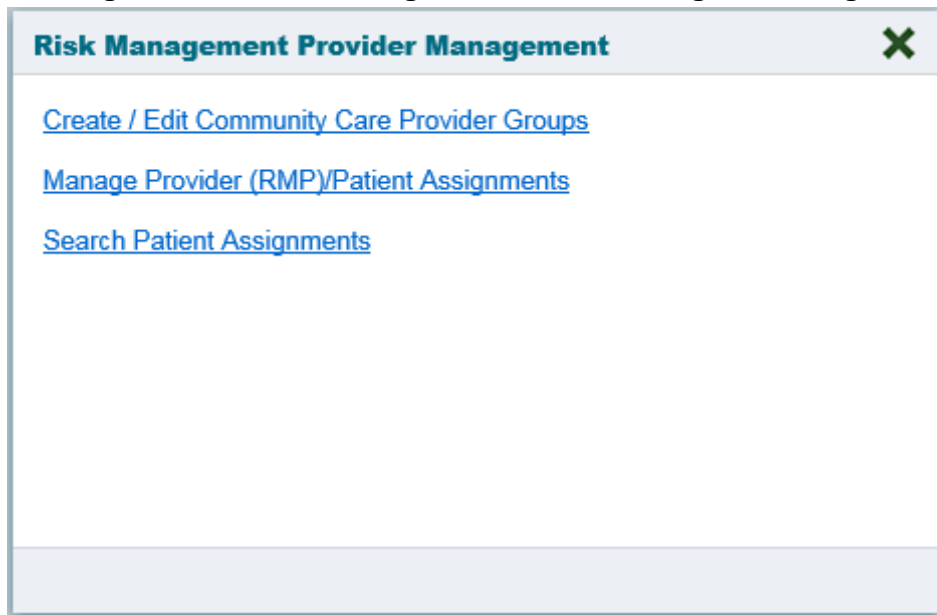 Risk Management Provider Management
Create / Edit Community Care Provider Groups
Manage Provider (RMP)/Patient Assignments
Search Patient Assignments